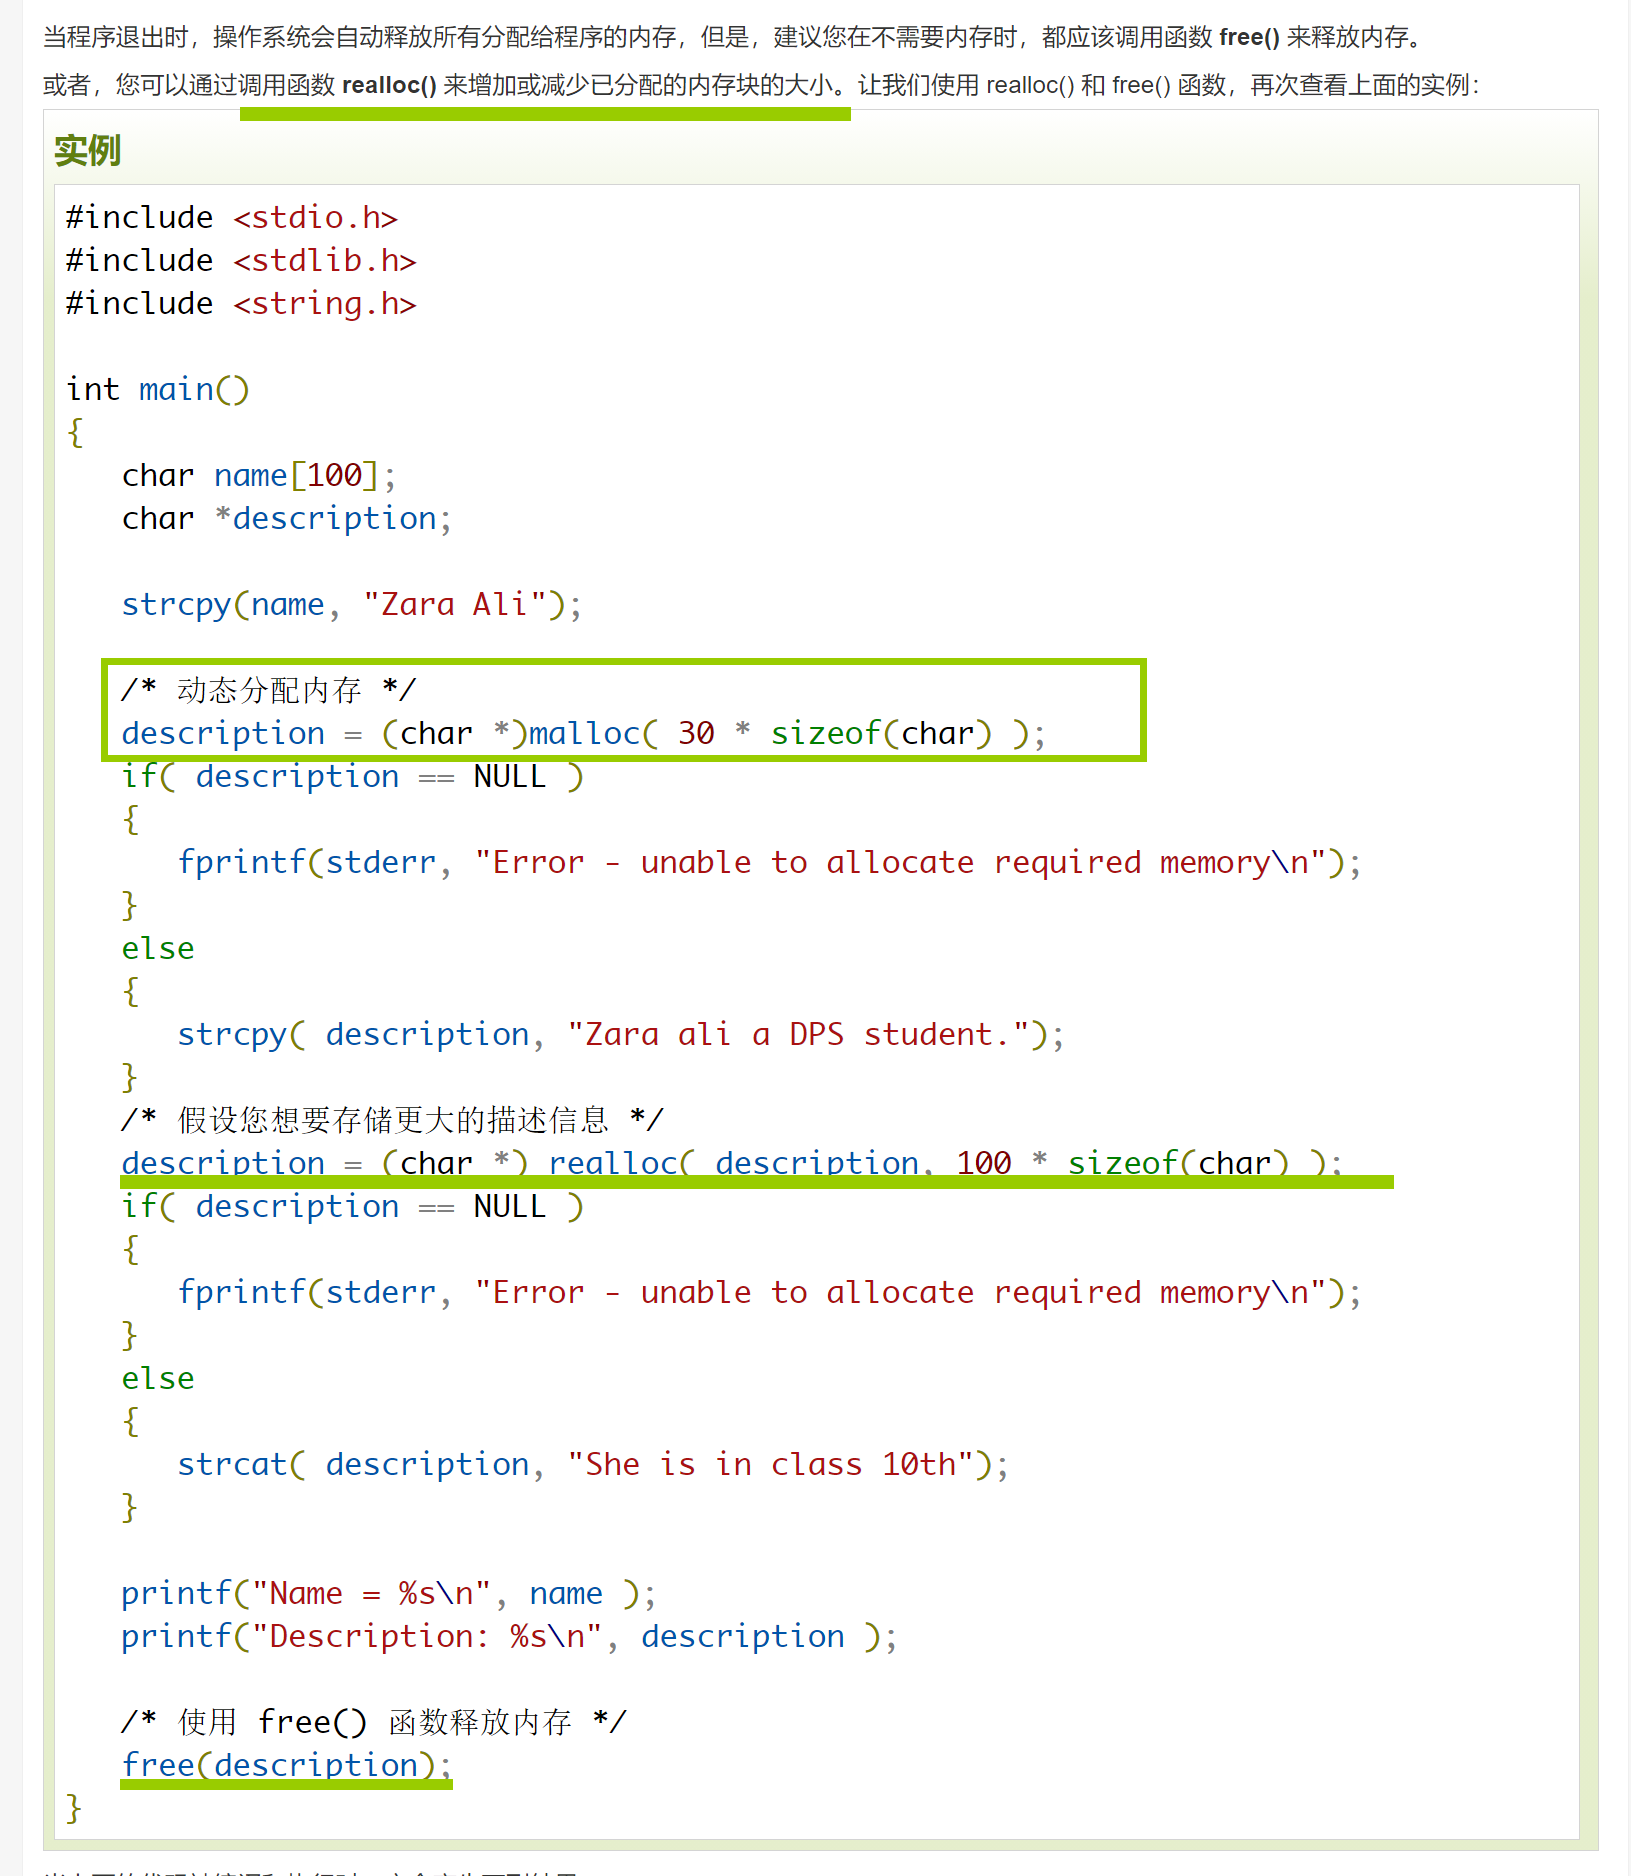 当程序退出时，操作系统会自动释放所有分配给程序的内存，但是，建议您在不需要内存时，都应该调用函数 free() 来释放内存。
或者，您可以通过调用函数 realloc() 来增加或减少已分配的内存块的大小。让我们使用 realloc() 和 free() 函数，再次查看上面的实例：
实例
#include <stdio.h>
#include <stdlib.h>
#include <string.h>
int main()
{
   char name[100];
   char *description;
   strcpy(name, "Zara Ali");
   /* 动态分配内存 */
   description = (char *)malloc( 30 * sizeof(char) );
   if( description == NULL )
   {
      fprintf(stderr, "Error - unable to allocate required memory\n");
   }
   else
   {
      strcpy( description, "Zara ali a DPS student.");
   }
   /* 假设您想要存储更大的描述信息 */
   description = (char *) realloc( description, 100 * sizeof(char) );
   if( description == NULL )
   {
      fprintf(stderr, "Error - unable to allocate required memory\n");
   }
   else
   {
      strcat( description, "She is in class 10th");
   }
   printf("Name = %s\n", name );
   printf("Description: %s\n", description );
   /* 使用 free() 函数释放内存 */
   free(description);
}